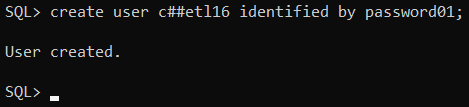 SQL> create user c##etl16 identified by password01;
User created.
SQL>